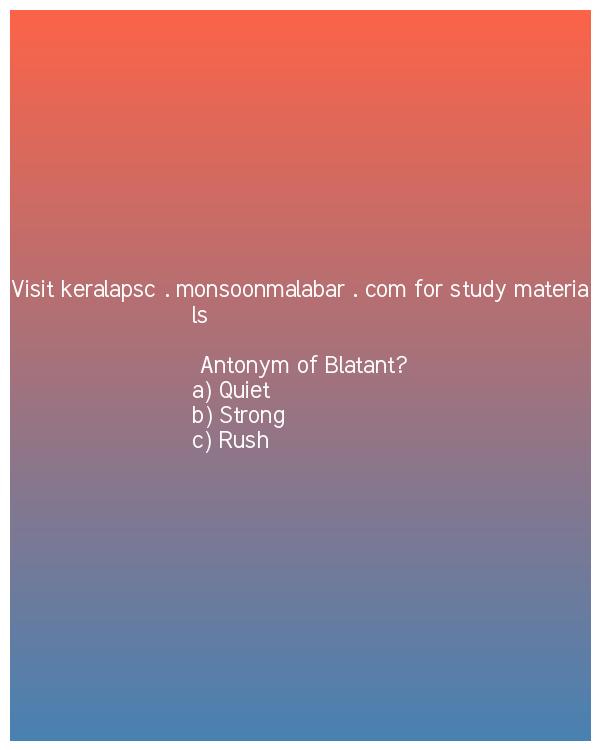 Visit keralapsc . monsoonmalabar . com for study materia
ls
Antonym of Blatant?
a) Quiet
b) Strong
c) Rush